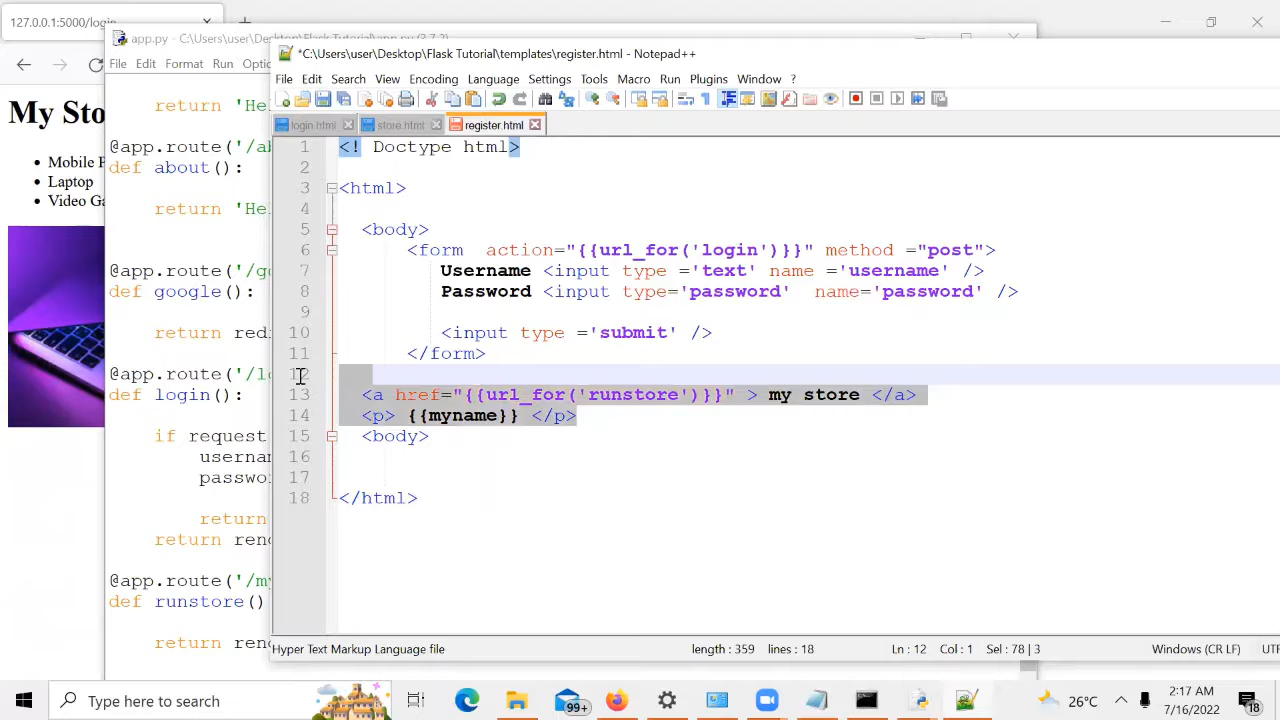 127.0.0.1:5000/login
app.py - C:\Users\user\Desktop\Flask Tutorial\app.py (3.7.2)
File Edit Format Run
*C:\Users\user\Desktop\Flask Tutorial\templates\register.html - Notepad++
File Edit Search View Encoding Language Settings Tools Macro Run Plugins Window ?
login.html store.html register.html
My Sto
Mobile P
Laptop
Video Ga
return 'He
@app.route('/ab
def about():
return 'Hel
@app.route('/go
def google():
return redi
@app.route('/lo
def login():
if request
usernam
passwor
return
return ren
@app.route('/my
def runstore()
return ren
1 <! Doctype html>
2
3 <html>
4
5 <body>
6 <form action="{{url_for('login')}}" method ="post">
7 Username <input type ='text' name ='username' />
8 Password <input type='password' name='password' />
9
10 <input type ='submit' />
11 </form>
12
13 <a href="{{url_for('runstore')}}" > my store </a>
14 <p> {{myname}} </p>
15 <body>
16
17
18 </html>
Hyper Text Markup Language file length : 359 lines : 18 Ln : 12 Col : 1 Sel : 78 | 3 Windows (CR LF)
Type here to search 99+ 26°C 2:17 AM
7/16/2022 18